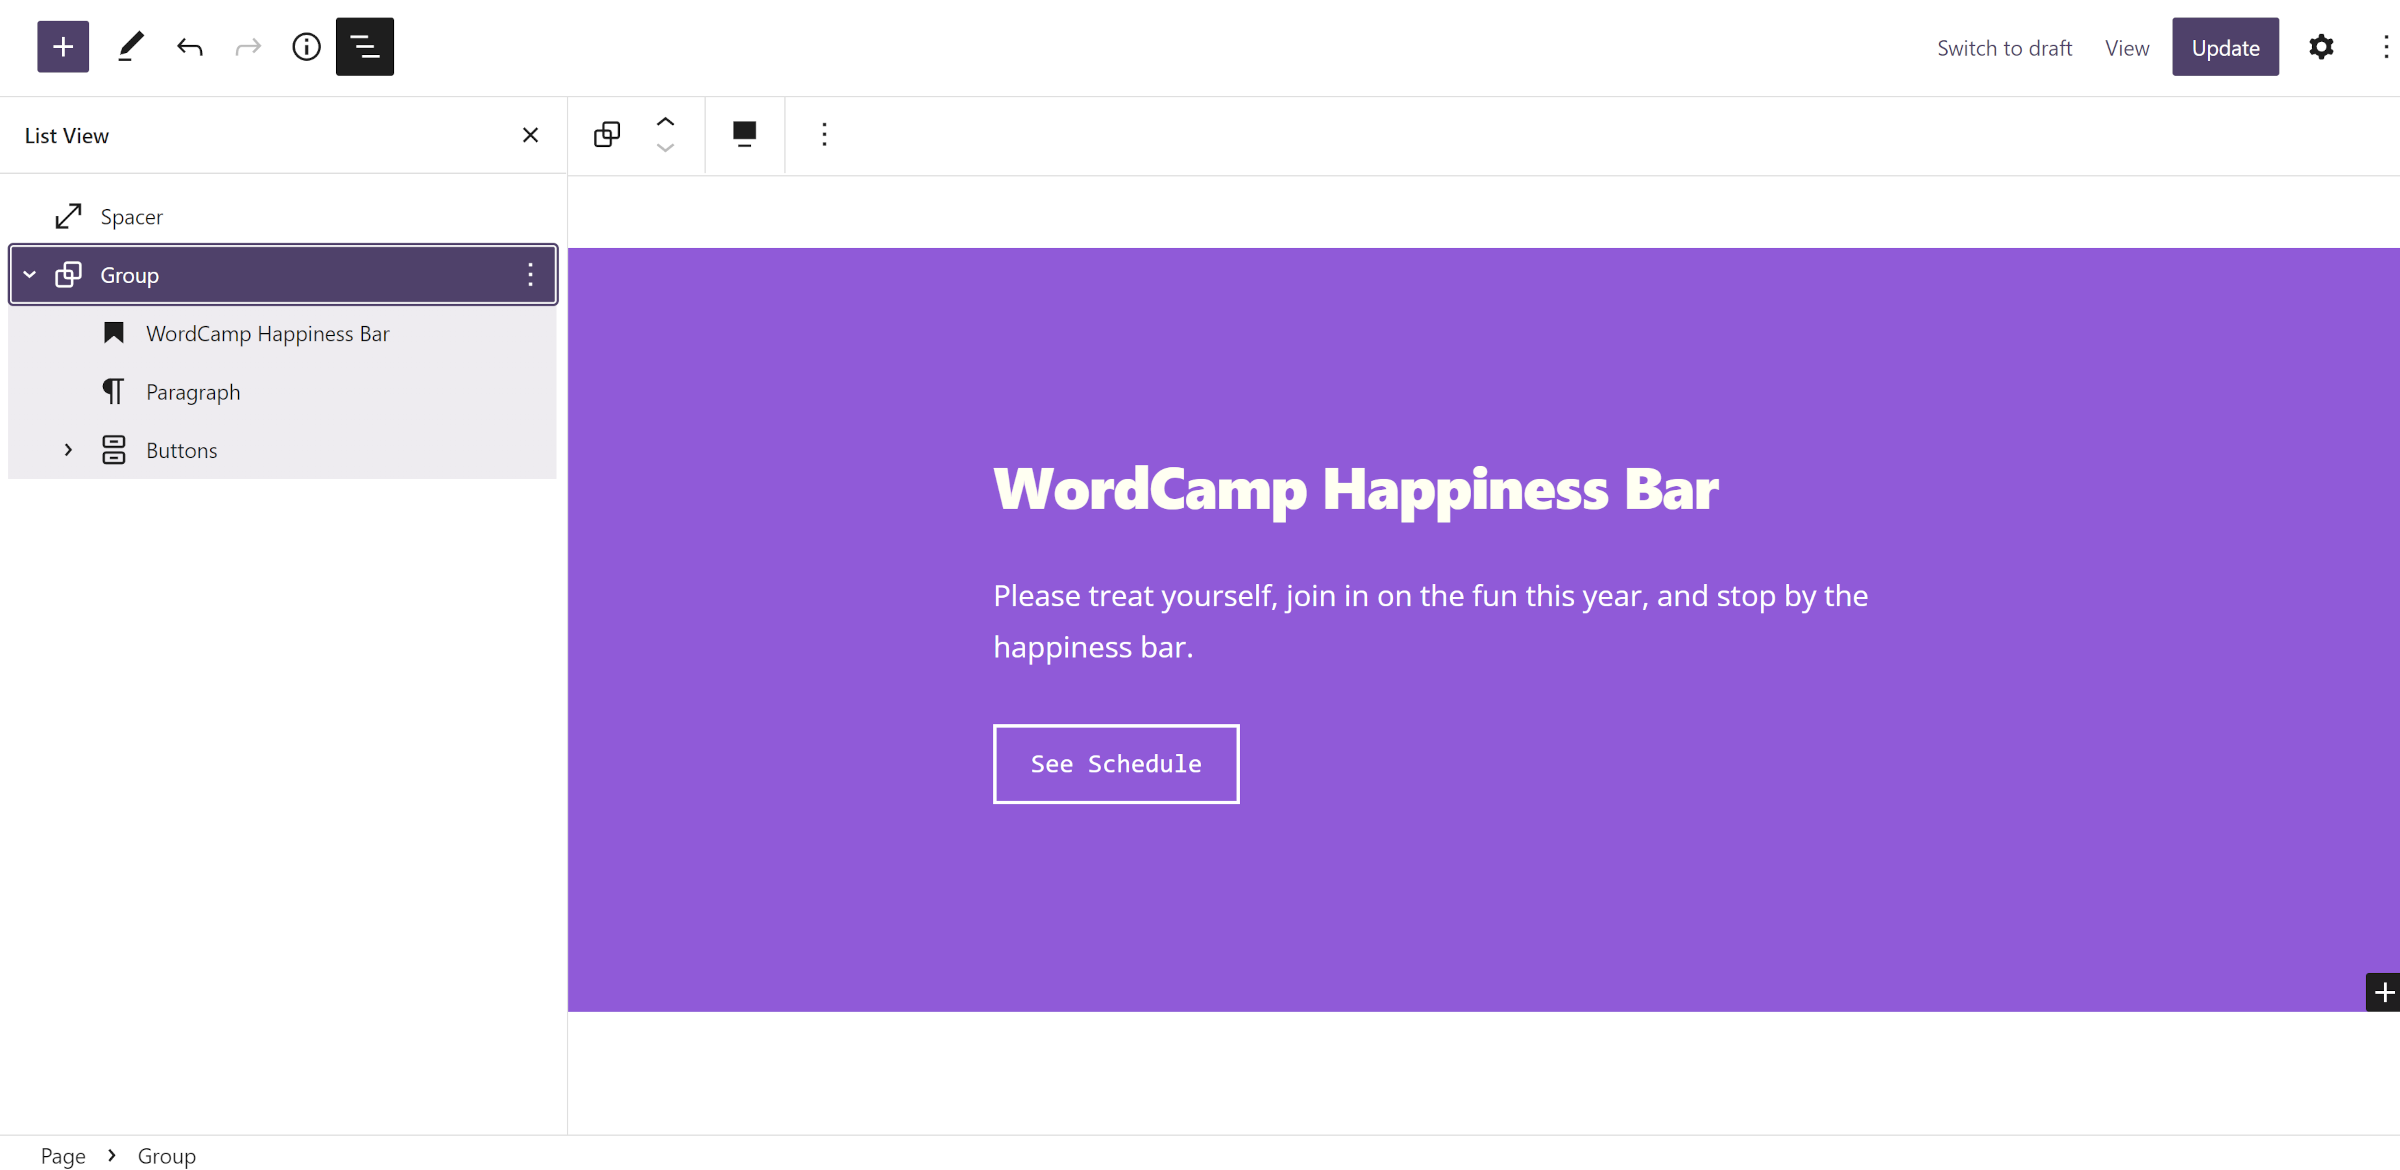 Switch to draft
View
Update
List View
Spacer
Group
WordCamp Happiness Bar
Paragraph
Buttons
WordCamp Happiness Bar
Please treat yourself, join in on the fun this year, and stop by the
happiness bar.
See Schedule
Page
Group